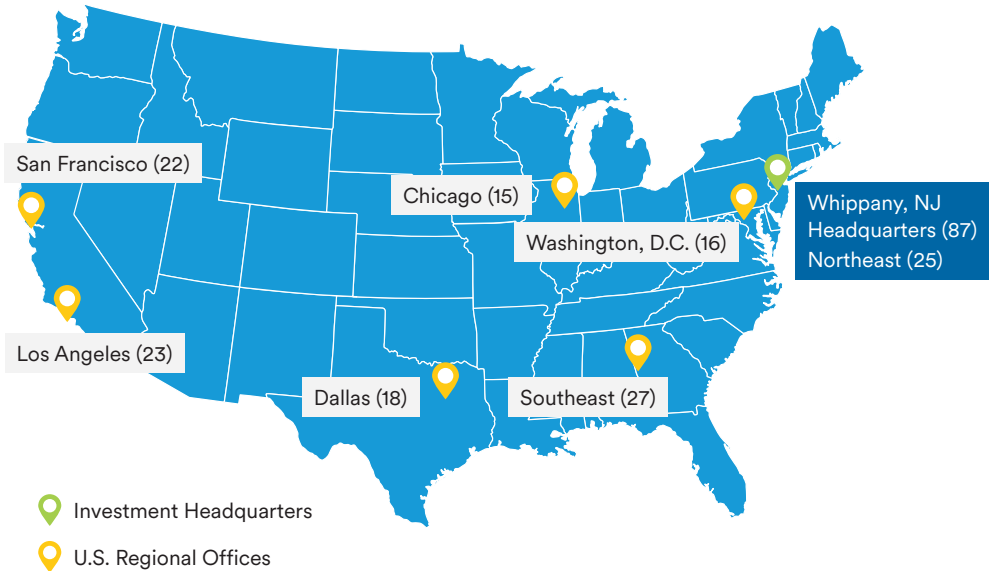 San Francisco (22)
Chicago (15)
Whippany, NJ
Headquarters (87)
Northeast (25)
Washington, D.C. (16)
Los Angeles (23)
Dallas (18)
Southeast (27)
Investment Headquarters
U.S. Regional Offices